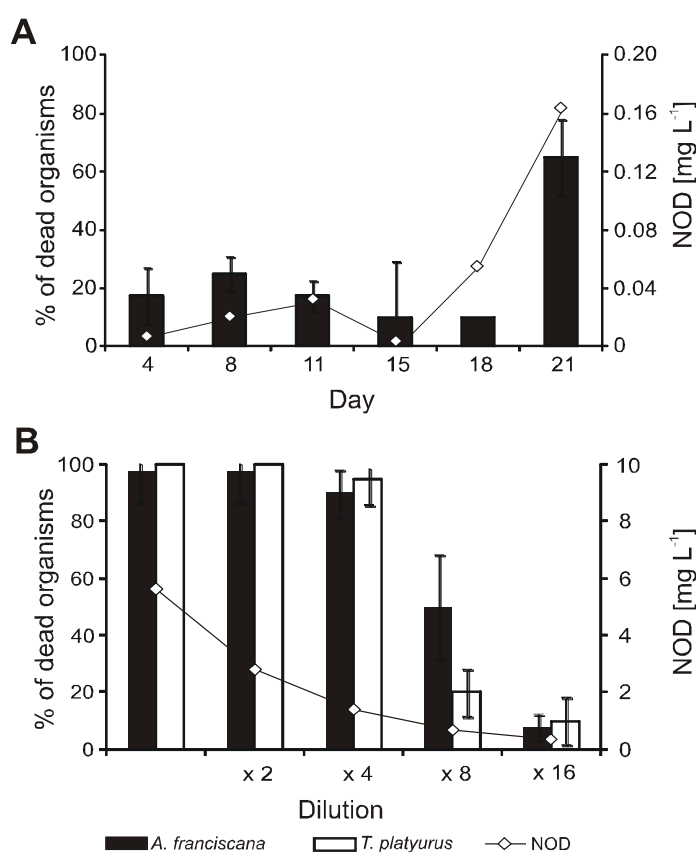 A
% of dead organisms
100
80
60
40
20
0
0.20
0.16
0.12
0.08
0.04
0
NOD [mg L⁻¹]
4 8 11 15 18 21
Day
B
% of dead organisms
100
80
60
40
20
0
10
8
6
4
2
0
NOD [mg L⁻¹]
x 2 x 4 x 8 x 16
Dilution
A. franciscana T. platyurus NOD